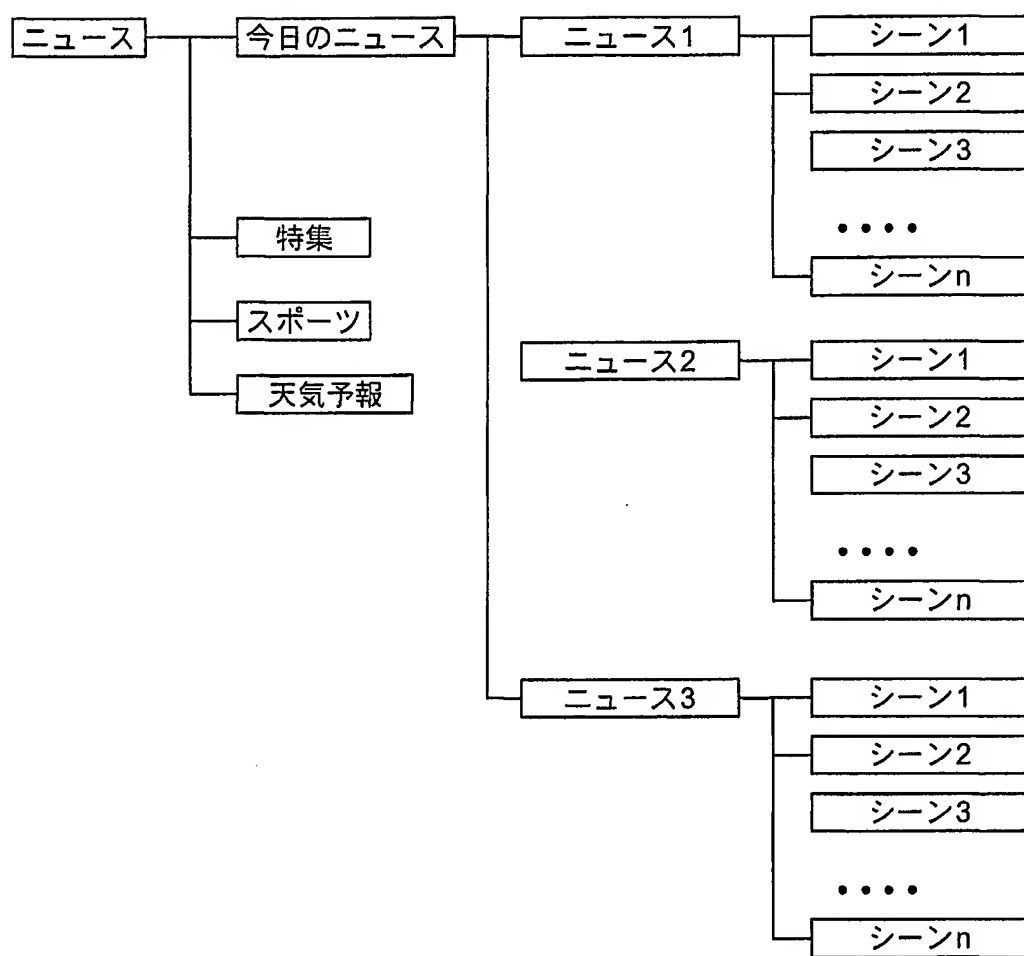 ニュース
今日のニュース
ニュース1
シーン1
シーン2
シーン3
・・・・
シーンn
特集
スポーツ
天気予報
ニュース2
シーン1
シーン2
シーン3
・・・・
シーンn
ニュース3
シーン1
シーン2
シーン3
・・・・
シーンn